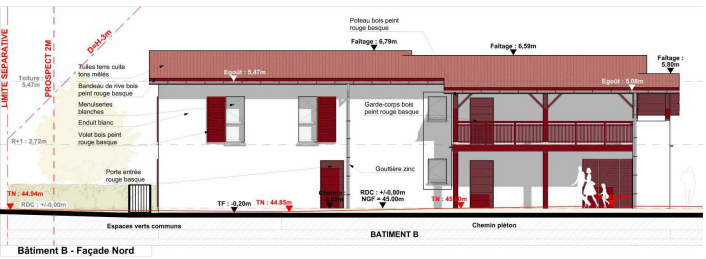 LIMITE SEPARATIVE
PROSPECT 2M
D=H-3m
Poteau bois peint
rouge basque
Faîtage : 6,79m
Faîtage : 6,59m
Faîtage :
5,80m
Tuiles terre cuite
tons mêlés
Toiture :
5,47m
Egoût : 5,47m
Egoût : 5,08m
Bandeau de rive bois
peint rouge basque
Menuiseries
blanches
Garde-corps bois
peint rouge basque
Enduit blanc
Volet bois peint
rouge basque
R+1 : 2,72m
Porte entrée
rouge basque
Gouttière zinc
TN : 44.94m
RDC : +/-0,00m
TF : -0,20m
TN : 44.85m
RDC : +/-0,00m
NGF = 45.00m
Espaces verts communs
Chemin piéton
BATIMENT B
Bâtiment B - Façade Nord